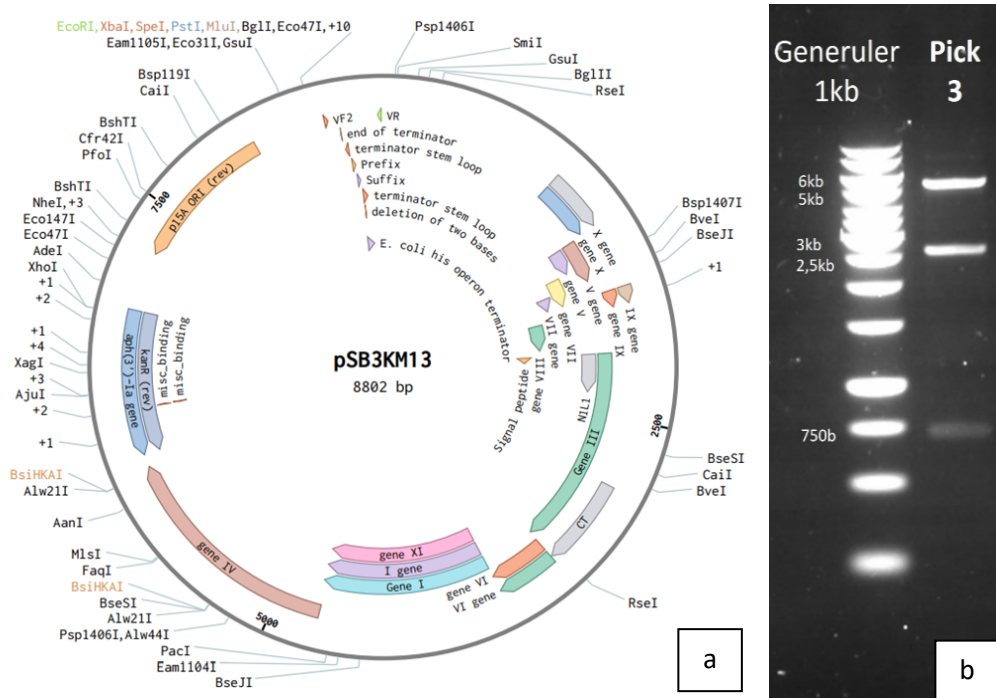 EcoRI,XbaI,SpeI,PstI,MluI,BglI,Eco47I,+10
Eam1105I,Eco31I,GsuI
Psp1406I
SmiI
GsuI
BglII
RseI
Bsp119I
CaiI
BshTI
Cfr42I
PfoI
7500
BshTI
NheI,+3
Eco147I
Eco47I
AdeI
XhoI
+1
+2
+1
+4
XagI
+3
AjuI
+2
+1
BsiHKAI
Alw21I
AanI
MlsI
FaqI
BsiHKAI
BseSI
Alw21I
Psp1406I,Alw44I
5000
PacI
Eam1104I
BseJI
Bsp1407I
BveI
BseJI
+1
2500
BseSI
CaiI
BveI
RseI
VF2
VR
end of terminator
terminator stem loop
Prefix
Suffix
terminator stem loop
deletion of two bases
E. coli his operon terminator
p15A ORI (rev)
X gene
gene X
V gene
gene V
IX gene
gene IX
VII gene
gene VII
gene VIII
Signal peptide
N1L1
Gene III
CT
gene VI
VI gene
gene XI
I gene
Gene I
gene IV
kanR (rev)
aph(3')-Ia gene
misc_binding
misc_binding
pSB3KM13
8802 bp
a
Generuler
1kb
Pick
3
6kb
5kb
3kb
2,5kb
750b
b